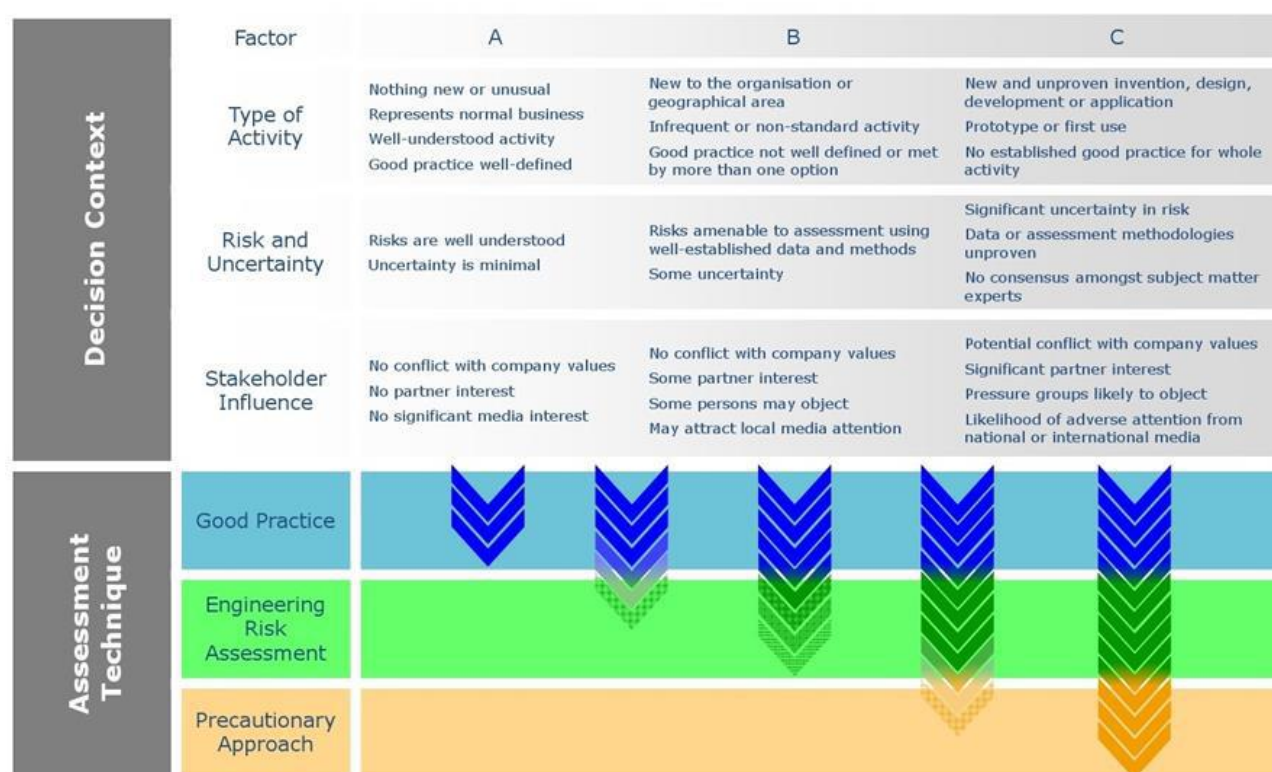 Decision Context
Factor
A
B
C
Type of
Activity
Nothing new or unusual
Represents normal business
Well-understood activity
Good practice well-defined
New to the organisation or
geographical area
Infrequent or non-standard activity
Good practice not well defined or met
by more than one option
New and unproven invention, design,
development or application
Prototype or first use
No established good practice for whole
activity
Risk and
Uncertainty
Risks are well understood
Uncertainty is minimal
Risks amenable to assessment using
well-established data and methods
Some uncertainty
Significant uncertainty in risk
Data or assessment methodologies
unproven
No consensus amongst subject matter
experts
Stakeholder
Influence
No conflict with company values
No partner interest
No significant media interest
No conflict with company values
Some partner interest
Some persons may object
May attract local media attention
Potential conflict with company values
Significant partner interest
Pressure groups likely to object
Likelihood of adverse attention from
national or international media
Assessment
Technique
Good Practice
Engineering
Risk
Assessment
Precautionary
Approach